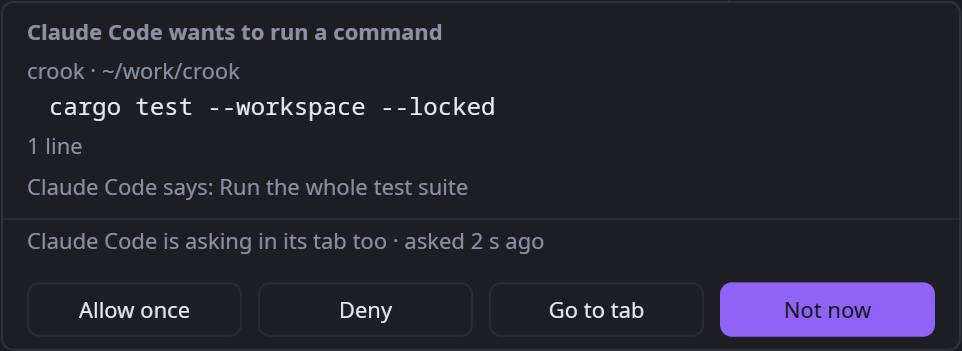 Claude Code wants to run a command
crook · ~/work/crook
cargo test --workspace --locked
1 line
Claude Code says: Run the whole test suite
Claude Code is asking in its tab too · asked 2 s ago
Allow once
Deny
Go to tab
Not now